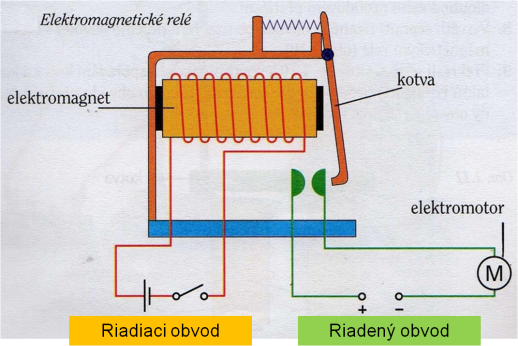 Elektromagnetické relé
kotva
elektromagnet
elektromotor
M
+ −
Riadiaci obvod
Riadený obvod